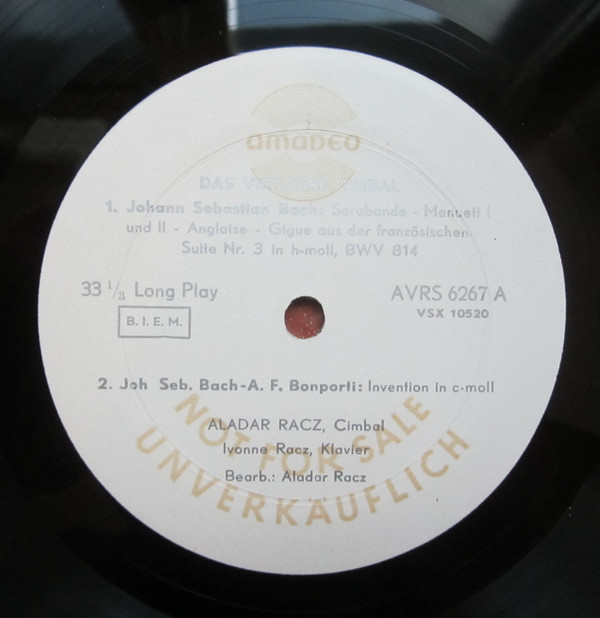 amadeo
DAS VIRTUOSE CIMBAL
1. Johann Sebastian Bach: Sarabande - Menuett I
und II - Anglaise - Gigue aus der französischen
Suite Nr. 3 in h-moll, BWV 814
33 1/3 Long Play
AVRS 6267 A
VSX 10520
B. I. E. M.
2. Joh Seb. Bach-A. F. Bonporti: Invention in c-moll
ALADAR RACZ, Cimbal
Ivonne Racz, Klavier
Bearb.: Alador Racz
NOT FOR SALE
UNVERKÄUFLICH